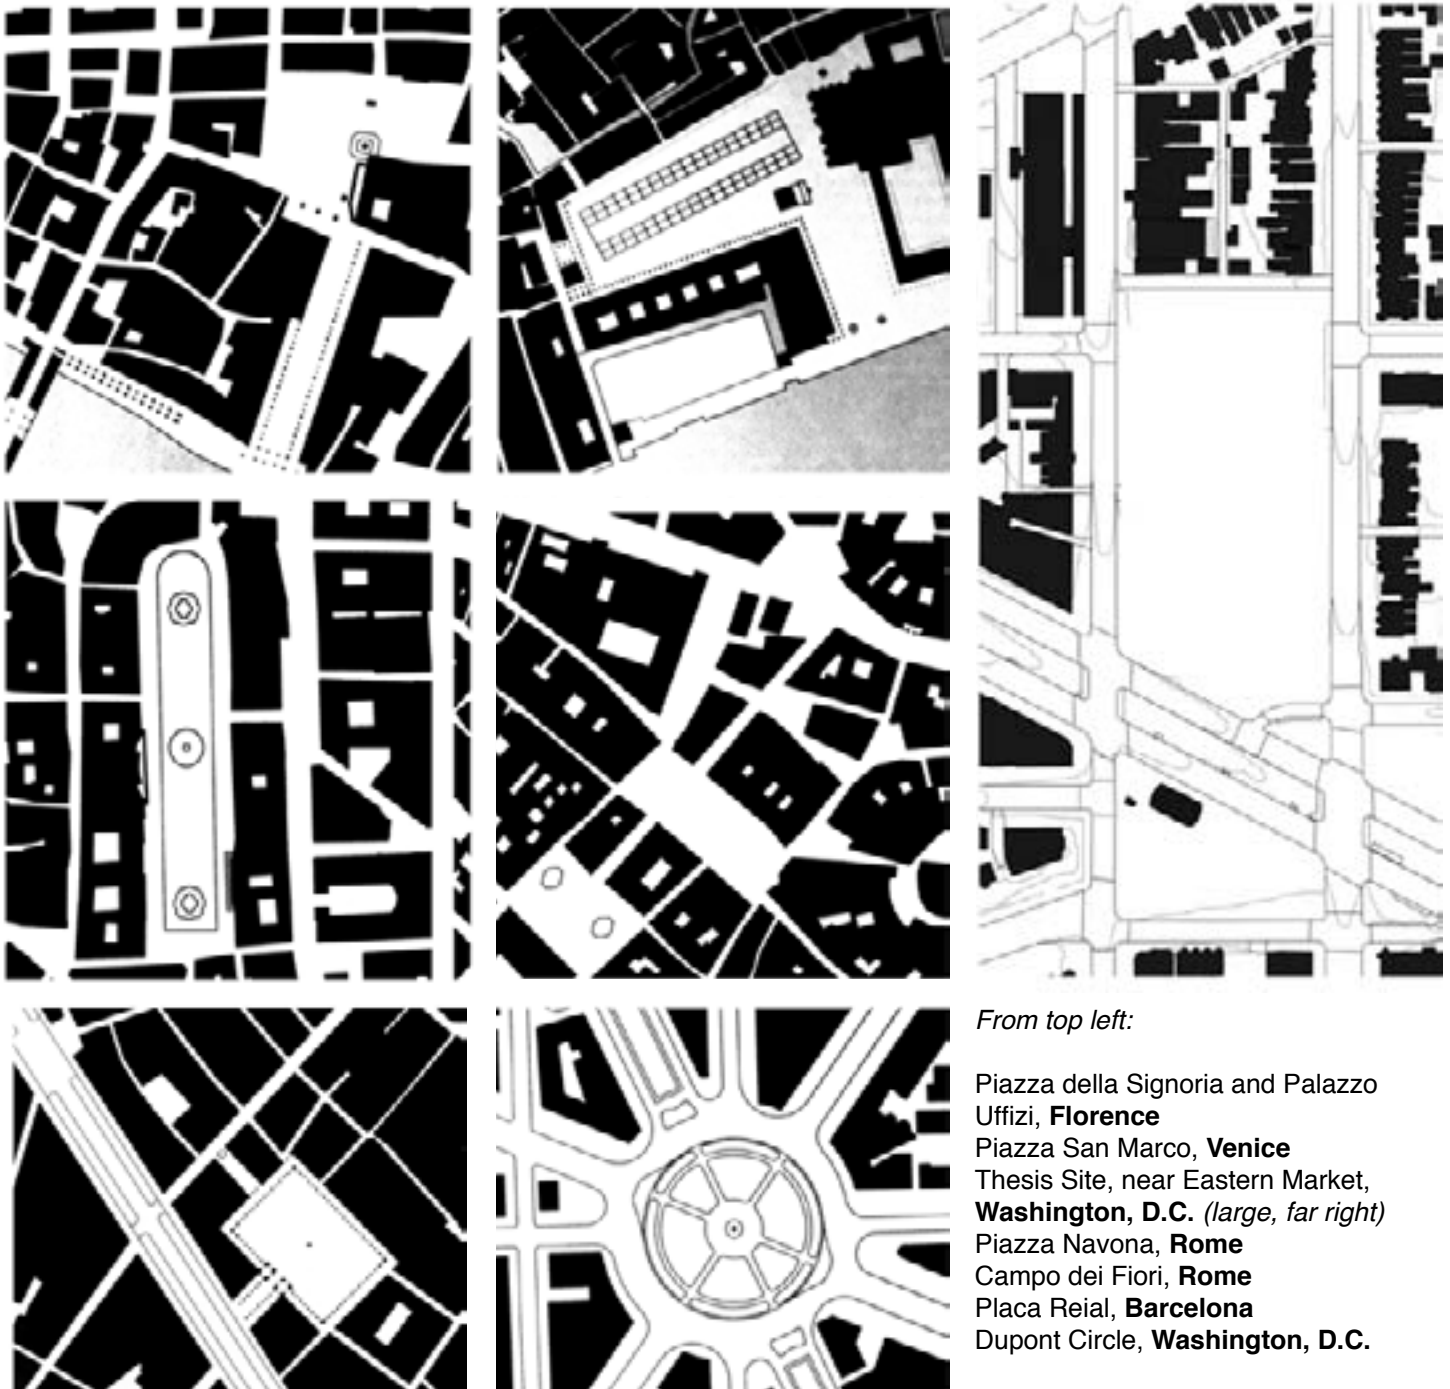 From top left:
Piazza della Signoria and Palazzo
Uffizi, Florence
Piazza San Marco, Venice
Thesis Site, near Eastern Market,
Washington, D.C. (large, far right)
Piazza Navona, Rome
Campo dei Fiori, Rome
Placa Reial, Barcelona
Dupont Circle, Washington, D.C.